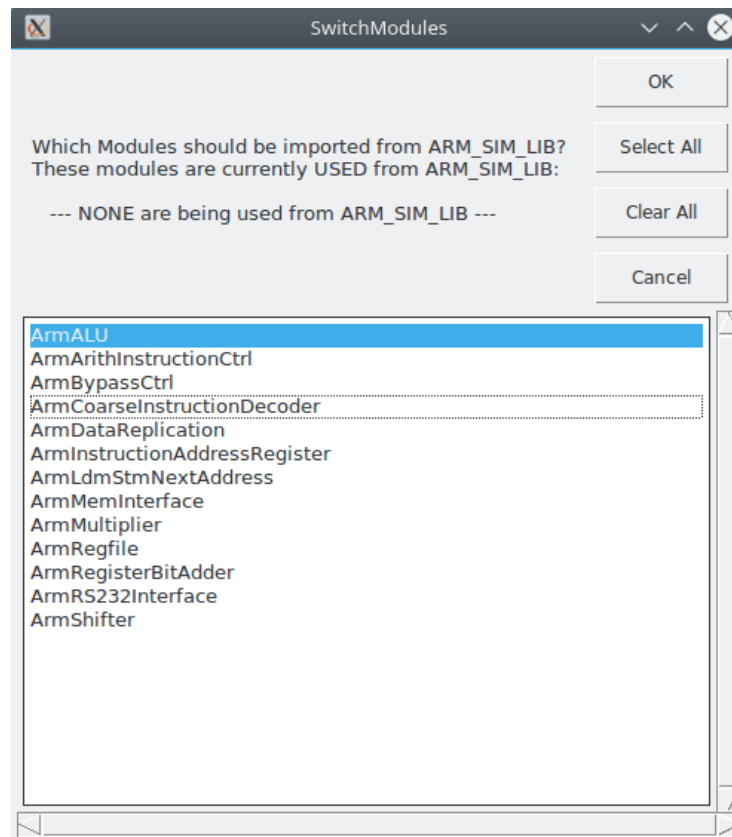 SwitchModules
OK
Which Modules should be imported from ARM_SIM_LIB?
These modules are currently USED from ARM_SIM_LIB:
--- NONE are being used from ARM_SIM_LIB ---
Select All
Clear All
Cancel
ArmALU
ArmArithInstructionCtrl
ArmBypassCtrl
ArmCoarseInstructionDecoder
ArmDataReplication
ArmInstructionAddressRegister
ArmLdmStmNextAddress
ArmMemInterface
ArmMultiplier
ArmRegfile
ArmRegisterBitAdder
ArmRS232Interface
ArmShifter